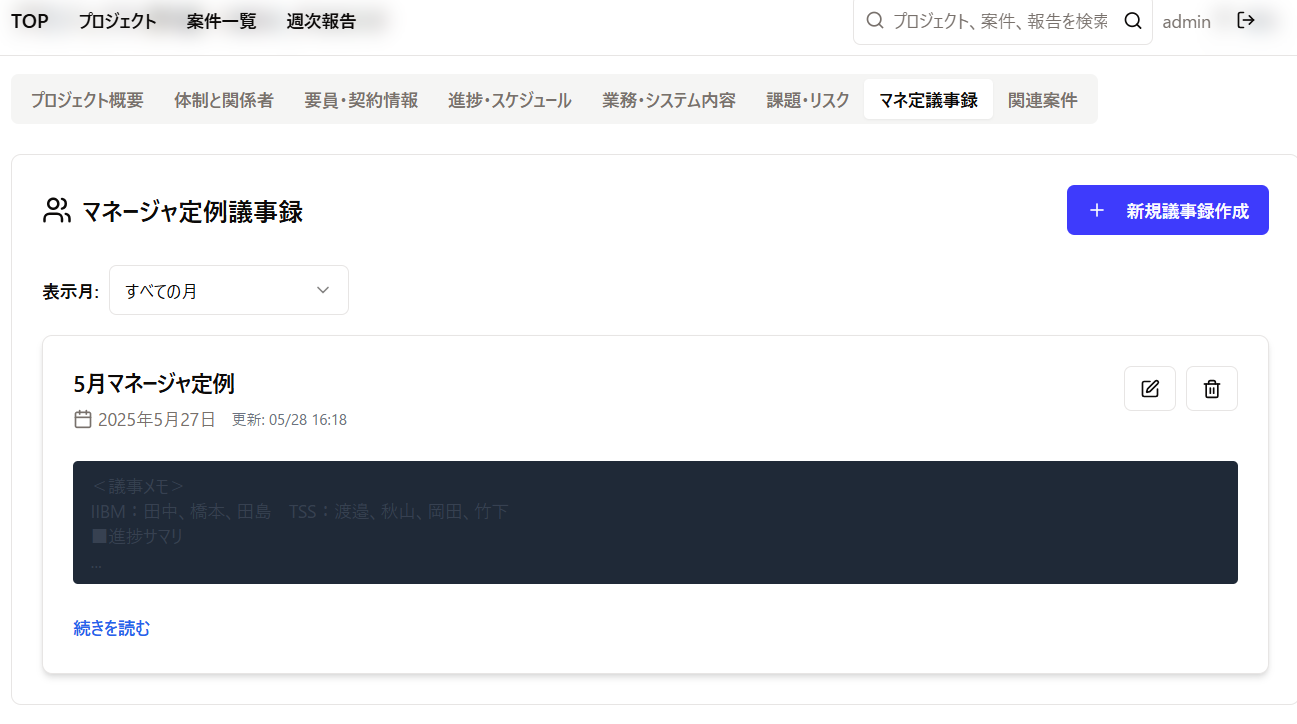 TOP プロジェクト 案件一覧 週次報告 プロジェクト、案件、報告を検索 admin
プロジェクト概要 体制と関係者 要員・契約情報 進捗・スケジュール 業務・システム内容 課題・リスク マネ定議事録 関連案件
マネージャ定例議事録 + 新規議事録作成
表示月: すべての月
5月マネージャ定例
2025年5月27日 更新: 05/28 16:18
＜議事メモ＞
IIBM：田中、橋本、田島 TSS：渡邉、秋山、岡田、竹下
■進捗サマリ
...
続きを読む